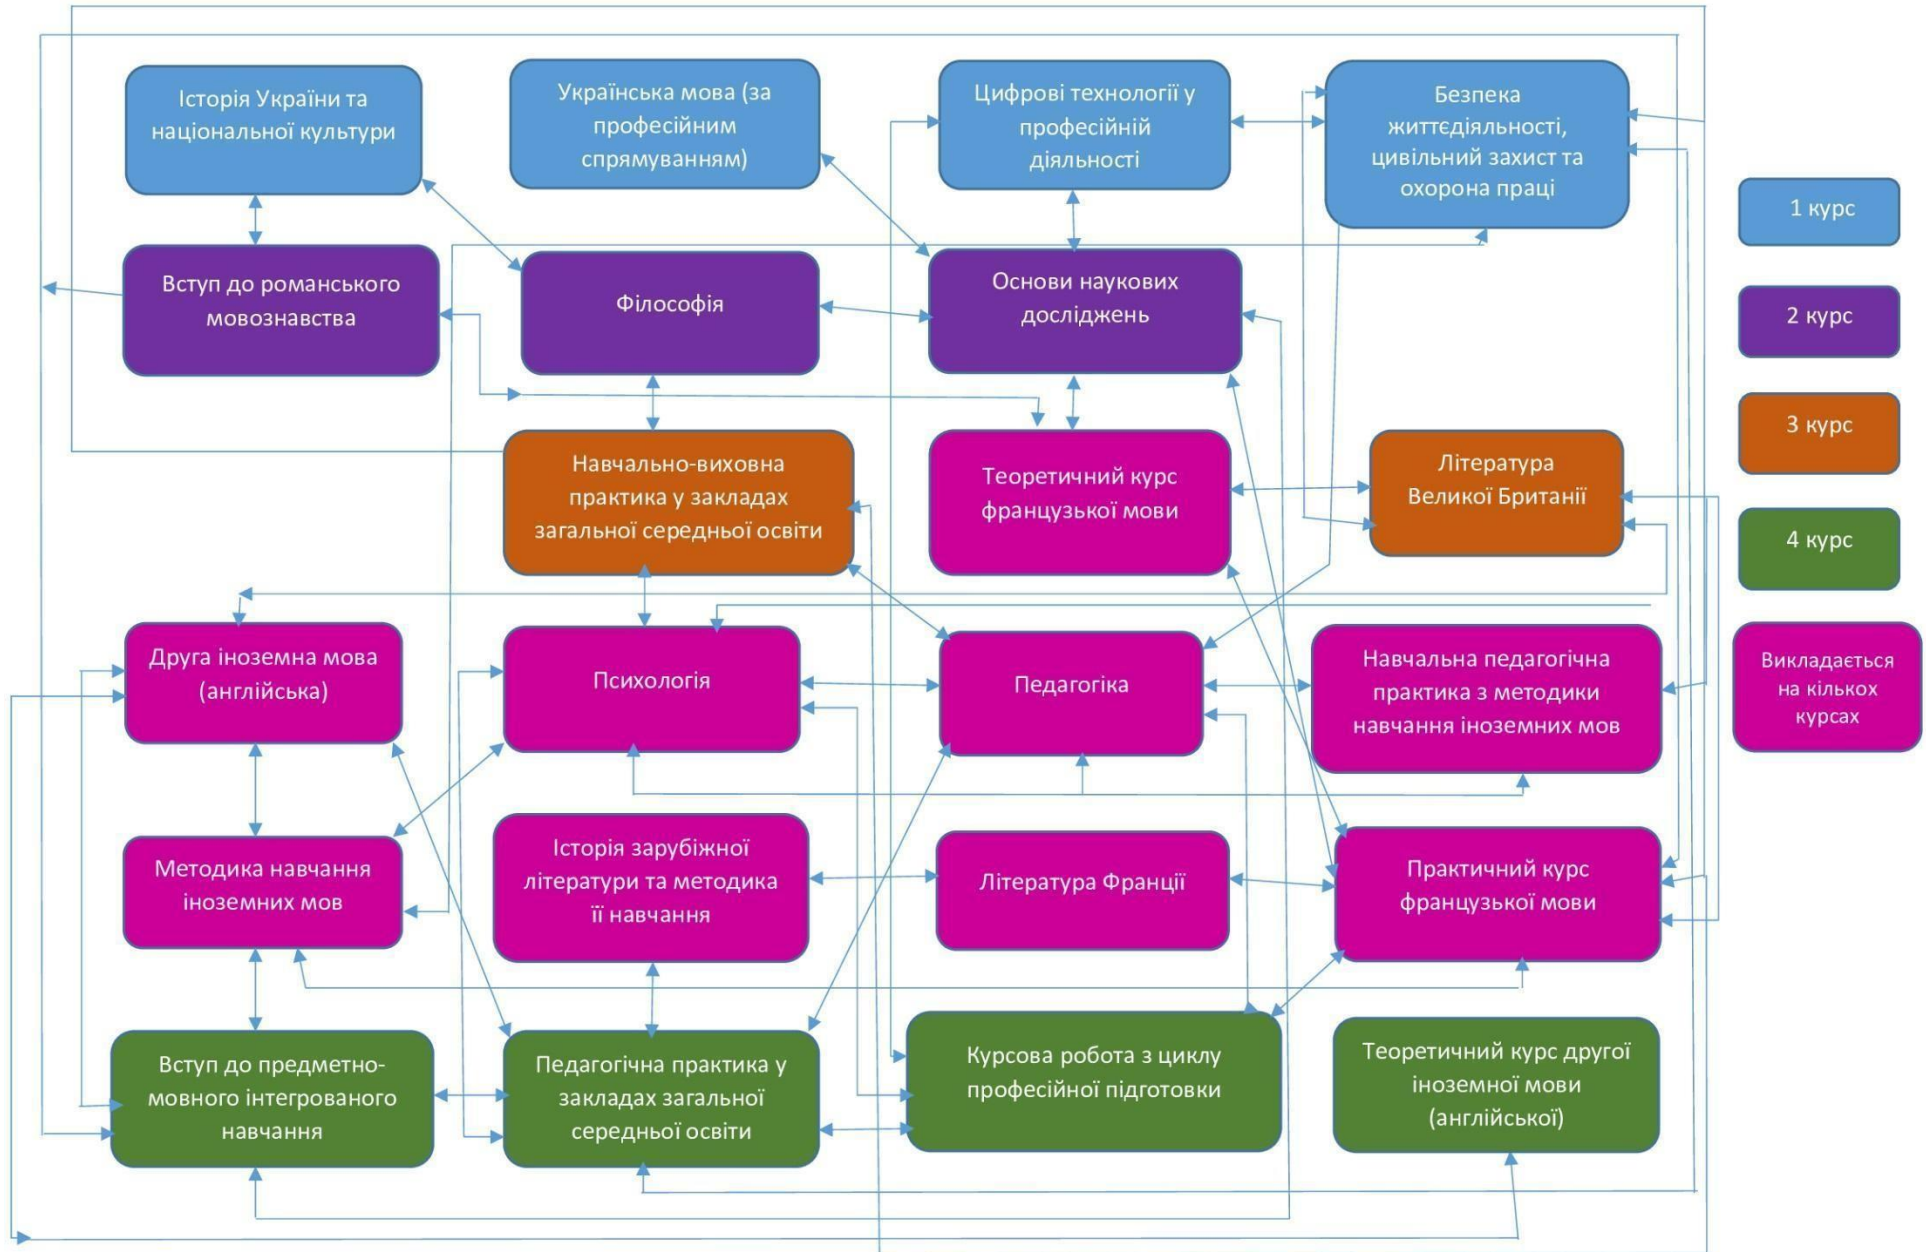 Історія України та
національної культури
Українська мова (за
професійним
спрямуванням)
Цифрові технології у
професійній
діяльності
Безпека
життєдіяльності,
цивільний захист та
охорона праці
1 курс
Вступ до романського
мовознавства
Філософія
Основи наукових
досліджень
2 курс
Навчально-виховна
практика у закладах
загальної середньої освіти
Теоретичний курс
французької мови
Література
Великої Британії
3 курс
4 курс
Друга іноземна мова
(англійська)
Психологія
Педагогіка
Навчальна педагогічна
практика з методики
навчання іноземних мов
Викладається
на кількох
курсах
Методика навчання
іноземних мов
Історія зарубіжної
літератури та методика
її навчання
Література Франції
Практичний курс
французької мови
Вступ до предметно-
мовного інтегрованого
навчання
Педагогічна практика у
закладах загальної
середньої освіти
Курсова робота з циклу
професійної підготовки
Теоретичний курс другої
іноземної мови
(англійської)